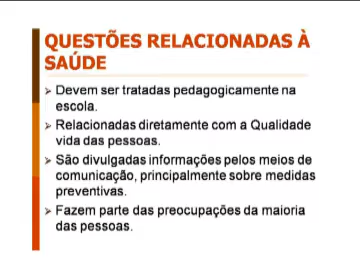 QUESTÕES RELACIONADAS À
SAÚDE
➢ Devem ser tratadas pedagogicamente na
escola.
➢ Relacionadas diretamente com a Qualidade
vida das pessoas.
➢ São divulgadas informações pelos meios de
comunicação, principalmente sobre medidas
preventivas.
➢ Fazem parte das preocupações da maioria
das pessoas.